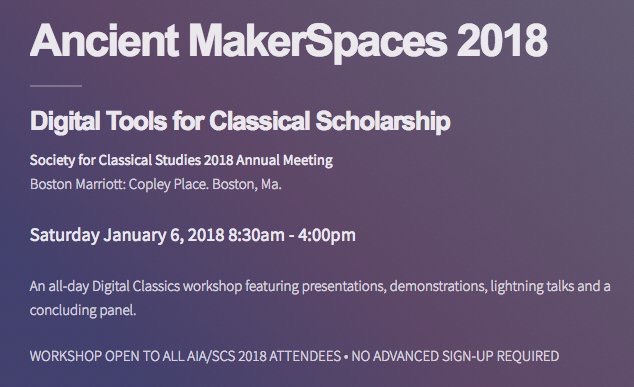 Ancient MakerSpaces 2018
Digital Tools for Classical Scholarship
Society for Classical Studies 2018 Annual Meeting
Boston Marriott: Copley Place. Boston, Ma.
Saturday January 6, 2018 8:30am - 4:00pm
An all-day Digital Classics workshop featuring presentations, demonstrations, lightning talks and a
concluding panel.
WORKSHOP OPEN TO ALL AIA/SCS 2018 ATTENDEES • NO ADVANCED SIGN-UP REQUIRED